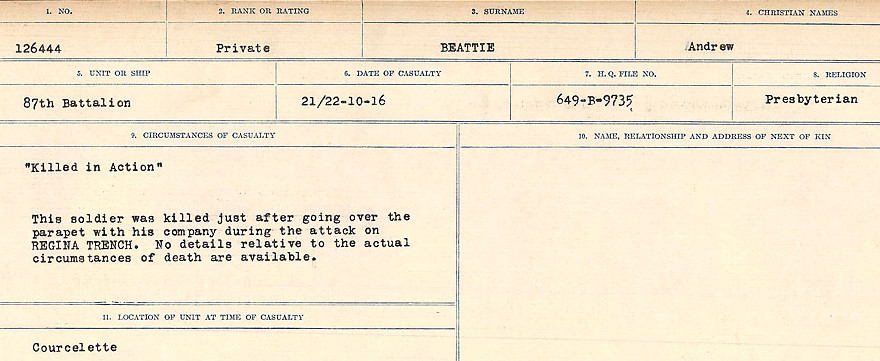 1. NO. 2. RANK OR RATING 3. SURNAME 4. CHRISTIAN NAMES
126444 Private BEATTIE Andrew
5. UNIT OR SHIP 6. DATE OF CASUALTY 7. H. Q. FILE NO. 8. RELIGION
87th Battalion 21/22-10-16 649-B-9735 Presbyterian
9. CIRCUMSTANCES OF CASUALTY 10. NAME, RELATIONSHIP AND ADDRESS OF NEXT OF KIN
"Killed in Action"
This soldier was killed just after going over the
parapet with his company during the attack on
REGINA TRENCH. No details relative to the actual
circumstances of death are available.
11. LOCATION OF UNIT AT TIME OF CASUALTY
Courcelette